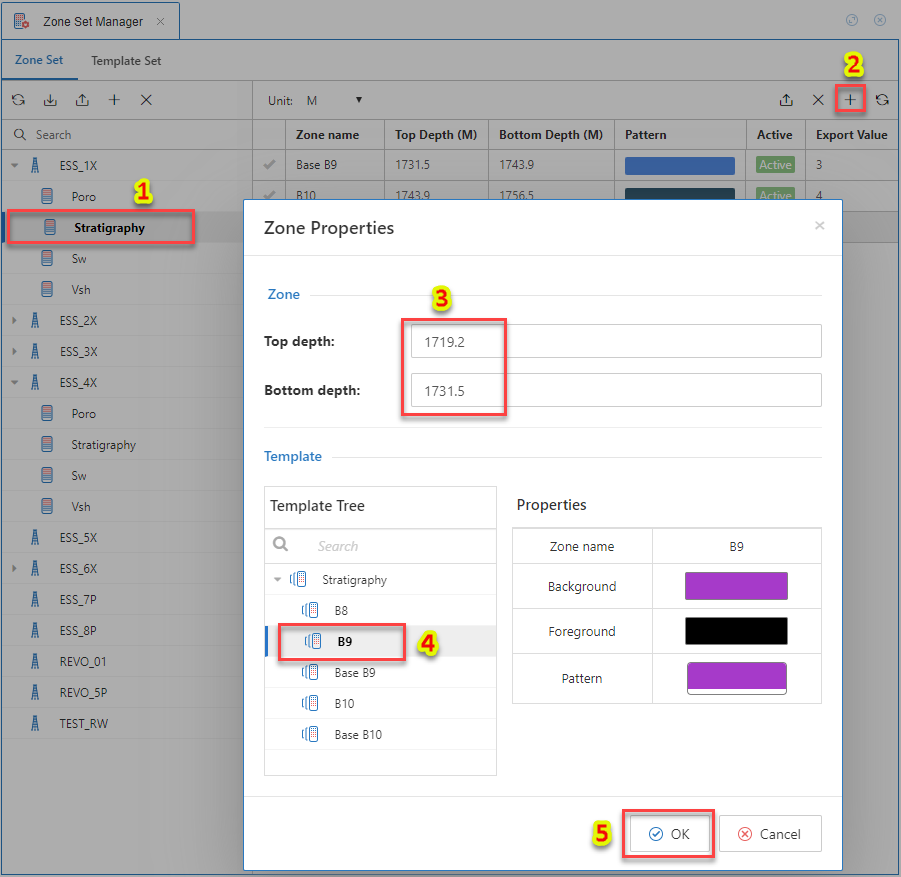 Zone Set Manager
Zone Set Template Set
2
Unit: M
Search
Zone name Top Depth (M) Bottom Depth (M) Pattern Active Export Value
ESS_1X
Base B9 1731.5 1743.9 Active 3
Poro
1
B10 1743.9 1756.5 Active 4
Stratigraphy
Sw
Vsh
ESS_2X
ESS_3X
ESS_4X
Poro
Stratigraphy
Sw
Vsh
ESS_5X
ESS_6X
ESS_7P
ESS_8P
REVO_01
REVO_5P
TEST_RW
Zone Properties
Zone
3
Top depth: 1719.2
Bottom depth: 1731.5
Template
Template Tree
Search
Stratigraphy
B8
B9
4
Base B9
B10
Base B10
Properties
Zone name B9
Background
Foreground
Pattern
5
OK Cancel